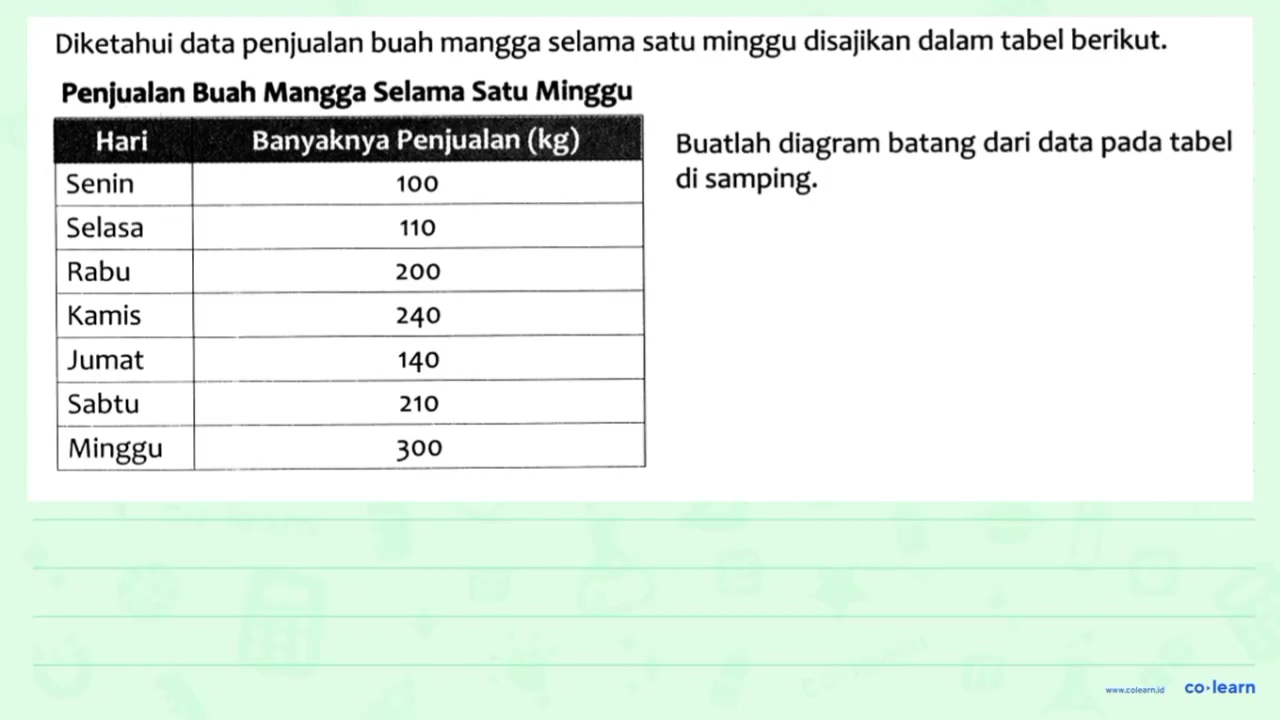 Diketahui data penjualan buah mangga selama satu minggu disajikan dalam tabel berikut.
Penjualan Buah Mangga Selama Satu Minggu
Hari Banyaknya Penjualan (kg)
Senin 100
Selasa 110
Rabu 200
Kamis 240
Jumat 140
Sabtu 210
Minggu 300
Buatlah diagram batang dari data pada tabel
di samping.
www.colearn.id co·learn